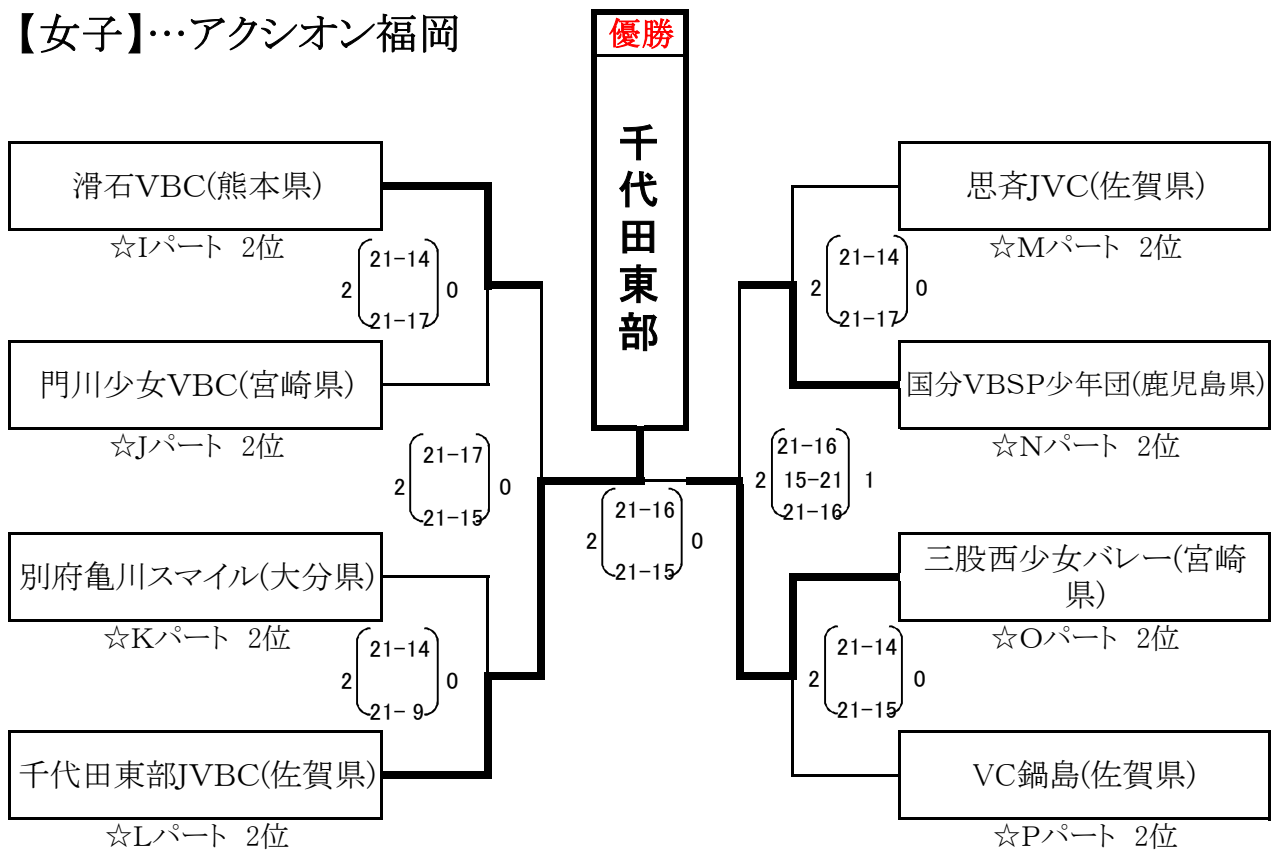 【女子】…アクシオン福岡
優勝
千代田東部
滑石VBC(熊本県)
☆Iパート 2位
21-14
2 0
21-17
門川少女VBC(宮崎県)
☆Jパート 2位
21-17
2 0
21-15
別府亀川スマイル(大分県)
☆Kパート 2位
21-14
2 0
21- 9
千代田東部JVBC(佐賀県)
☆Lパート 2位
21-16
2 0
21-15
思斉JVC(佐賀県)
☆Mパート 2位
21-14
2 0
21-17
国分VBSP少年団(鹿児島県)
☆Nパート 2位
21-16
2 15-21 1
21-16
三股西少女バレー(宮崎
県)
☆Oパート 2位
21-14
2 0
21-15
VC鍋島(佐賀県)
☆Pパート 2位